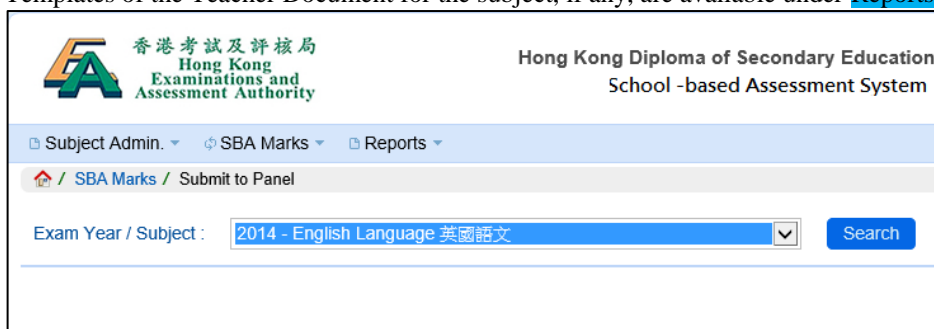 Templates of the Teacher Document for the subject, if any, are available under Reports
香港考試及評核局
Hong Kong
Examinations and
Assessment Authority
Hong Kong Diploma of Secondary Education
School -based Assessment System
Subject Admin. SBA Marks Reports
/ SBA Marks / Submit to Panel
Exam Year / Subject : 2014 - English Language 英國語文 Search